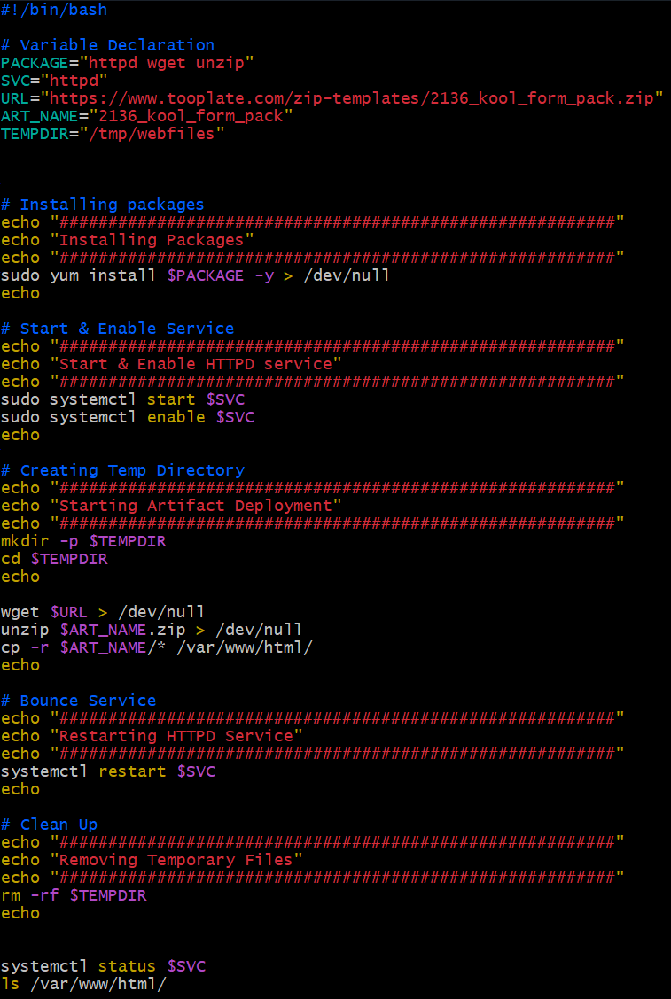 #!/bin/bash
# Variable Declaration
PACKAGE="httpd wget unzip"
SVC="httpd"
URL="https://www.tooplate.com/zip-templates/2136_kool_form_pack.zip"
ART_NAME="2136_kool_form_pack"
TEMPDIR="/tmp/webfiles"
# Installing packages
echo "#########################################################"
echo "Installing Packages"
echo "#########################################################"
sudo yum install $PACKAGE -y > /dev/null
echo
# Start & Enable Service
echo "#########################################################"
echo "Start & Enable HTTPD service"
echo "#########################################################"
sudo systemctl start $SVC
sudo systemctl enable $SVC
echo
# Creating Temp Directory
echo "#########################################################"
echo "Starting Artifact Deployment"
echo "#########################################################"
mkdir -p $TEMPDIR
cd $TEMPDIR
echo
wget $URL > /dev/null
unzip $ART_NAME.zip > /dev/null
cp -r $ART_NAME/* /var/www/html/
echo
# Bounce Service
echo "#########################################################"
echo "Restarting HTTPD Service"
echo "#########################################################"
systemctl restart $SVC
echo
# Clean Up
echo "#########################################################"
echo "Removing Temporary Files"
echo "#########################################################"
rm -rf $TEMPDIR
echo
systemctl status $SVC
ls /var/www/html/